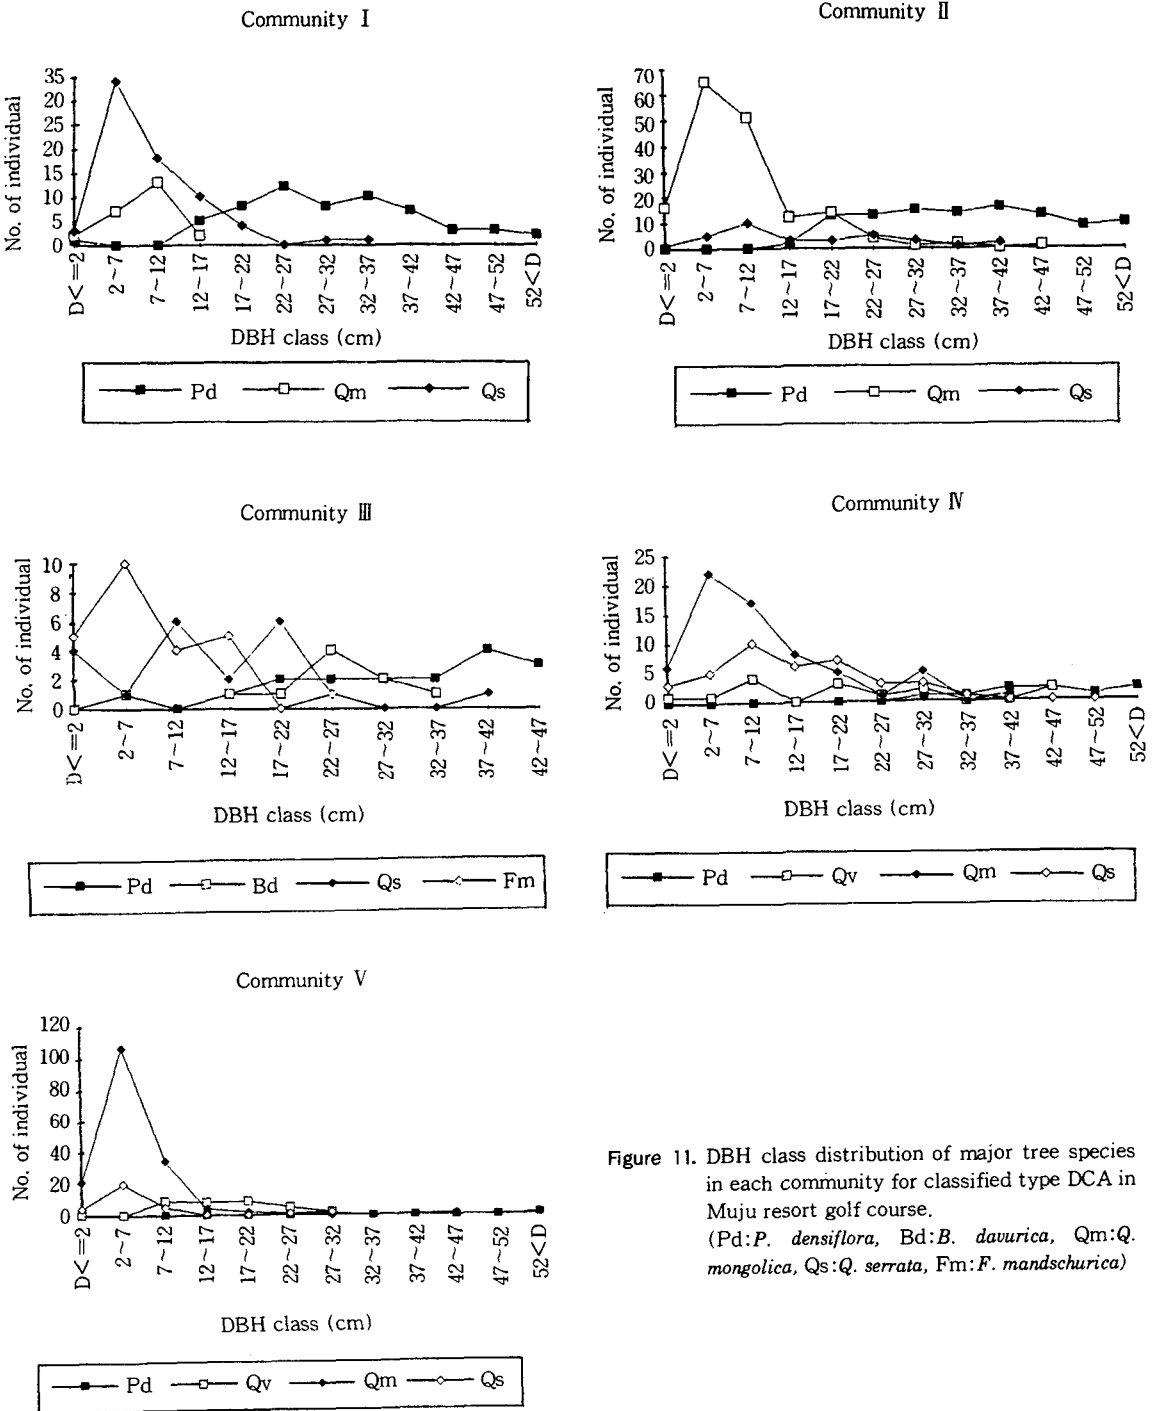 Community Ⅰ
No. of individual
35
30
25
20
15
10
5
0
D<=2 2~7 7~12 12~17 17~22 22~27 27~32 32~37 37~42 42~47 47~52 52<D
DBH class (cm)
Pd Qm Qs
Community Ⅱ
No. of individual
70
60
50
40
30
20
10
0
D<=2 2~7 7~12 12~17 17~22 22~27 27~32 32~37 37~42 42~47 47~52 52<D
DBH class (cm)
Pd Qm Qs
Community Ⅲ
No. of individual
10
8
6
4
2
0
D<=2 2~7 7~12 12~17 17~22 22~27 27~32 32~37 37~42 42~47
DBH class (cm)
Pd Bd Qs Fm
Community Ⅳ
No. of individual
25
20
15
10
5
0
D<=2 2~7 7~12 12~17 17~22 22~27 27~32 32~37 37~42 42~47 47~52 52<D
DBH class (cm)
Pd Qv Qm Qs
Community Ⅴ
No. of individual
120
100
80
60
40
20
0
D<=2 2~7 7~12 12~17 17~22 22~27 27~32 32~37 37~42 42~47 47~52 52<D
DBH class (cm)
Pd Qv Qm Qs
Figure 11. DBH class distribution of major tree species
in each community for classified type DCA in
Muju resort golf course.
(Pd:P. densiflora, Bd:B. davurica, Qm:Q.
mongolica, Qs:Q. serrata, Fm:F. mandschurica)